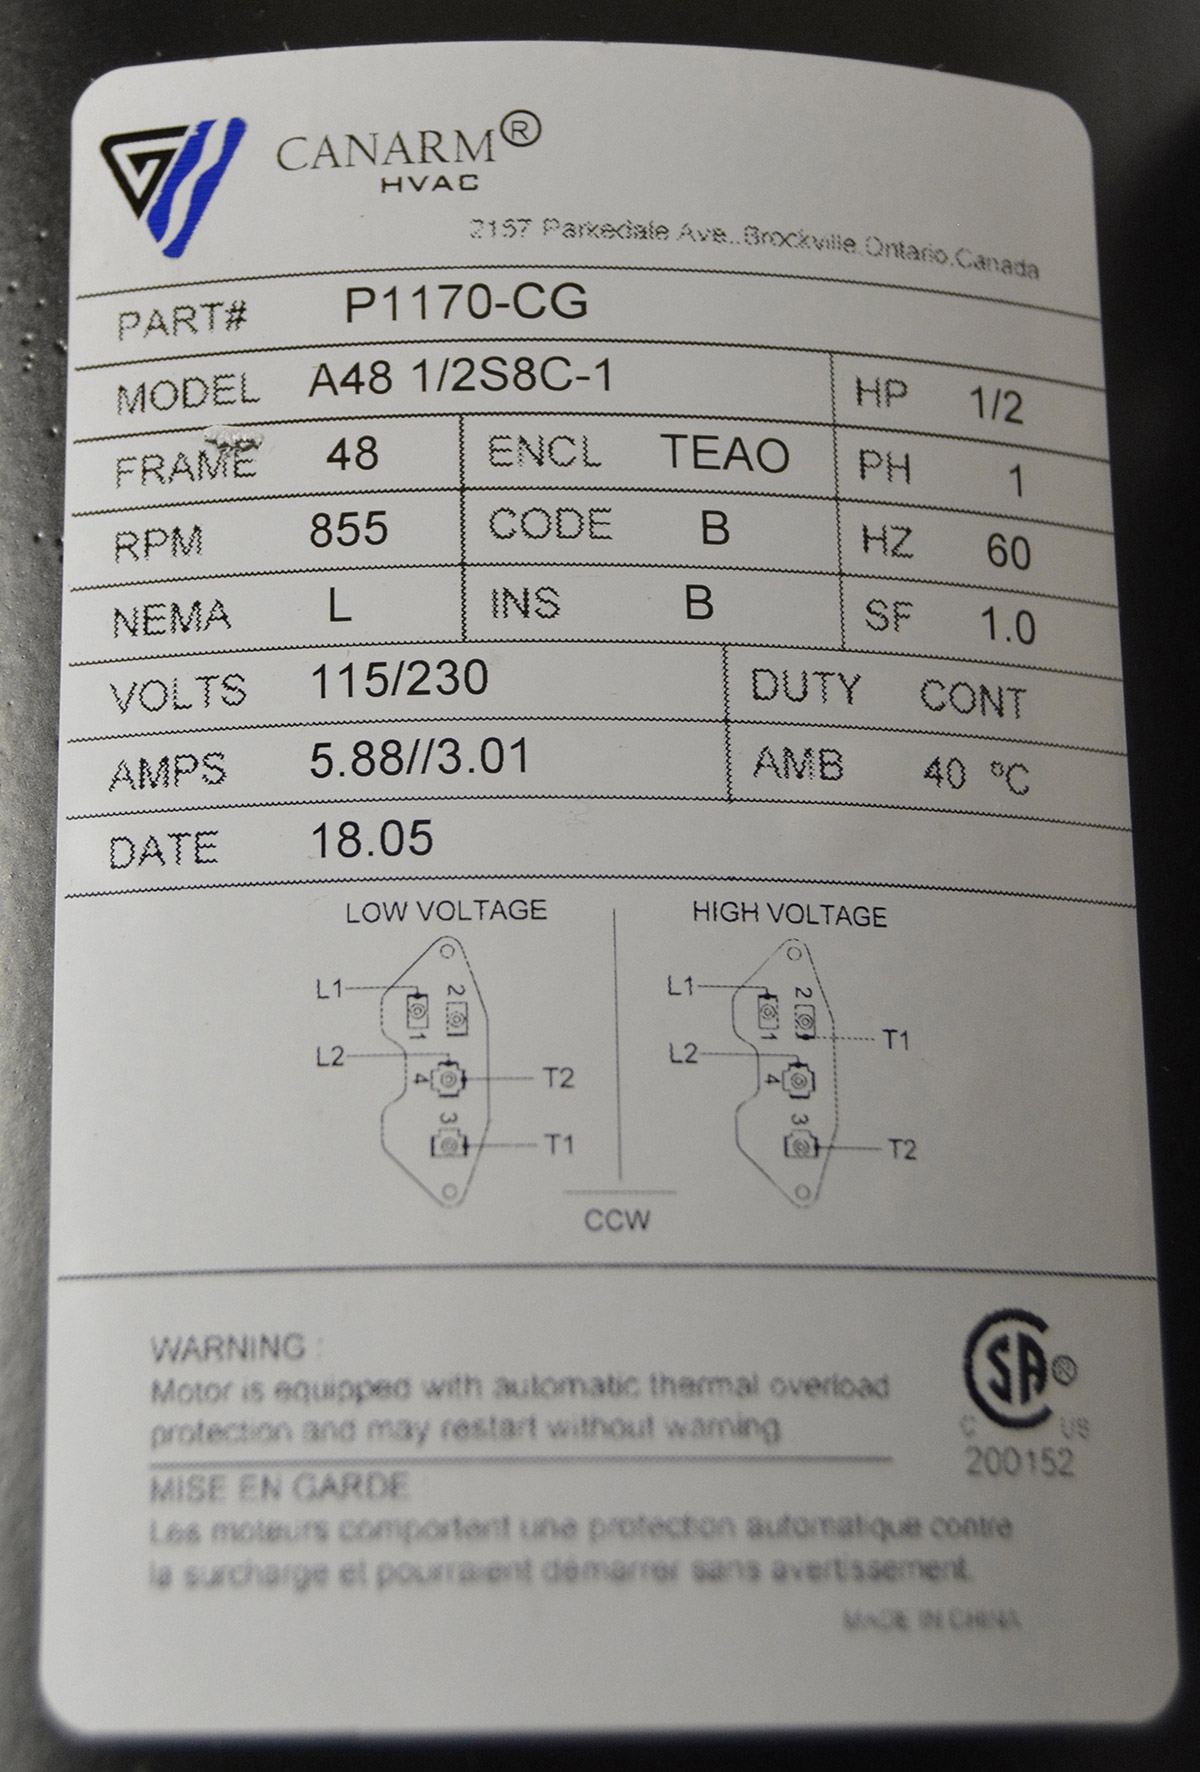 CANARM®
HVAC
2157 Parkedale Ave., Brockville, Ontario, Canada
PART# P1170-CG
MODEL A48 1/2S8C-1 HP 1/2
FRAME 48 ENCL TEAO PH 1
RPM 855 CODE B HZ 60
NEMA L INS B SF 1.0
VOLTS 115/230 DUTY CONT
AMPS 5.88//3.01 AMB 40 °C
DATE 18.05
LOW VOLTAGE
L1
1
2
L2
4
T2
3
T1
HIGH VOLTAGE
L1
1
2
T1
L2
4
3
T2
CCW
WARNING :
Motor is equipped with automatic thermal overload
protection and may restart without warning
MISE EN GARDE
Les moteurs comportent une protection automatique contre
la surcharge et pourraient démarrer sans avertissement.
SA ®
C US
200152
MADE IN CHINA